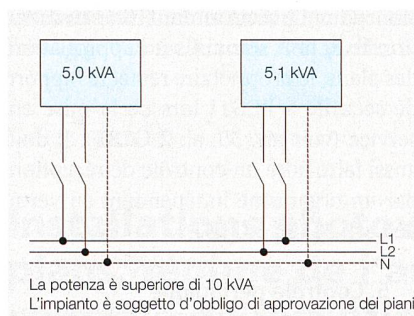 5,0 kVA
5,1 kVA
L1
L2
N
La potenza è superiore di 10 kVA
L'impianto è soggetto d'obbligo di approvazione dei piani